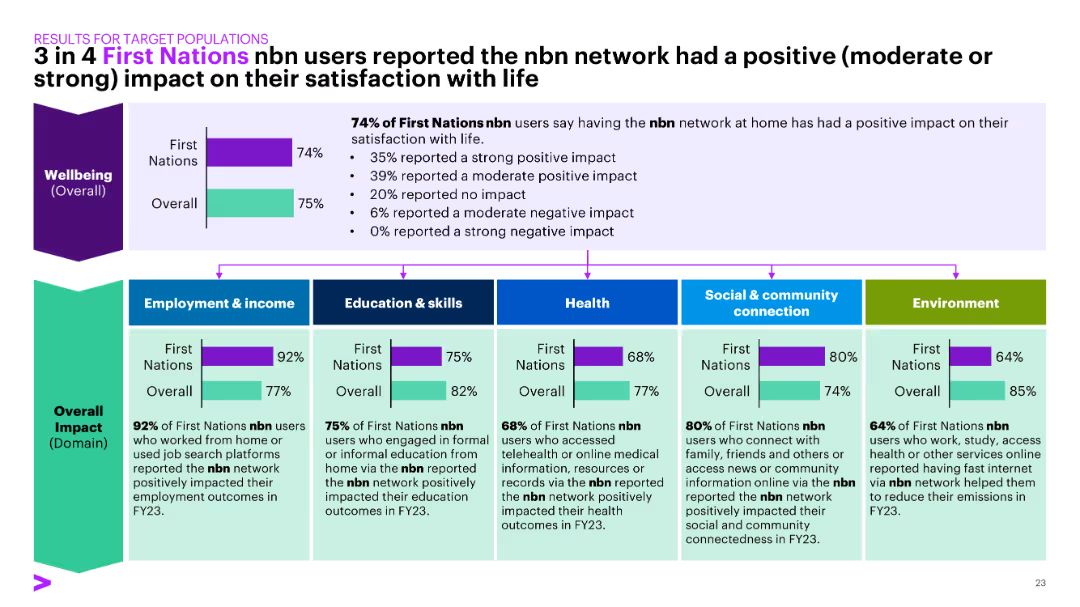 RESULTS FOR TARGET POPULATIONS
3 in 4 First Nations nbn users reported the nbn network had a positive (moderate or
strong) impact on their satisfaction with life
Wellbeing
(Overall)
First
Nations
74%
Overall
75%
74% of First Nations nbn users say having the nbn network at home has had a positive impact on their
satisfaction with life.
• 35% reported a strong positive impact
• 39% reported a moderate positive impact
• 20% reported no impact
• 6% reported a moderate negative impact
• 0% reported a strong negative impact
Overall
Impact
(Domain)
Employment & income
First
Nations
92%
Overall
77%
92% of First Nations nbn users
who worked from home or
used job search platforms
reported the nbn network
positively impacted their
employment outcomes in
FY23.
Education & skills
First
Nations
75%
Overall
82%
75% of First Nations nbn
users who engaged in formal
or informal education from
home via the nbn reported
the nbn network positively
impacted their education
outcomes in FY23.
Health
First
Nations
68%
Overall
77%
68% of First Nations nbn
users who accessed
telehealth or online medical
information, resources or
records via the nbn reported
the nbn network positively
impacted their health
outcomes in FY23.
Social & community
connection
First
Nations
80%
Overall
74%
80% of First Nations nbn
users who connect with
family, friends and others or
access news or community
information online via the nbn
reported the nbn network
positively impacted their
social and community
connectedness in FY23.
Environment
First
Nations
64%
Overall
85%
64% of First Nations nbn
users who work, study, access
health or other services online
reported having fast internet
via nbn network helped them
to reduce their emissions in
FY23.
23